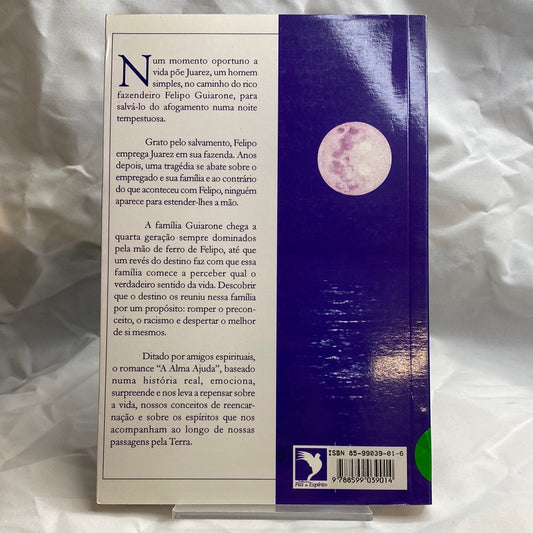 Num momento oportuno a
vida põe Juarez, um homem
simples, no caminho do rico
fazendeiro Felipo Guiarone, para
salvá-lo do afogamento numa noite
tempestuosa.
Grato pelo salvamento, Felipo
emprega Juarez em sua fazenda. Anos
depois, uma tragédia se abate sobre o
empregado e sua família e ao contrário
do que aconteceu com Felipo, ninguém
aparece para estender-lhes a mão.
A família Guiarone chega a
quarta geração sempre dominados
pela mão de ferro de Felipo, até que
um revés do destino faz com que essa
família comece a perceber qual o
verdadeiro sentido da vida. Descobrir
que o destino os reuniu nessa família
por um propósito: romper o precon-
ceito, o racismo e despertar o melhor
de si mesmos.
Ditado por amigos espirituais,
o romance “A Alma Ajuda”, baseado
numa história real, emociona,
surpreende e nos leva a repensar sobre
a vida, nossos conceitos de reencar-
nação e sobre os espíritos que nos
acompanham ao longo de nossas
passagens pela Terra.
Paz do Espírito
ISBN 85-99039-01-6
9 788599 039014